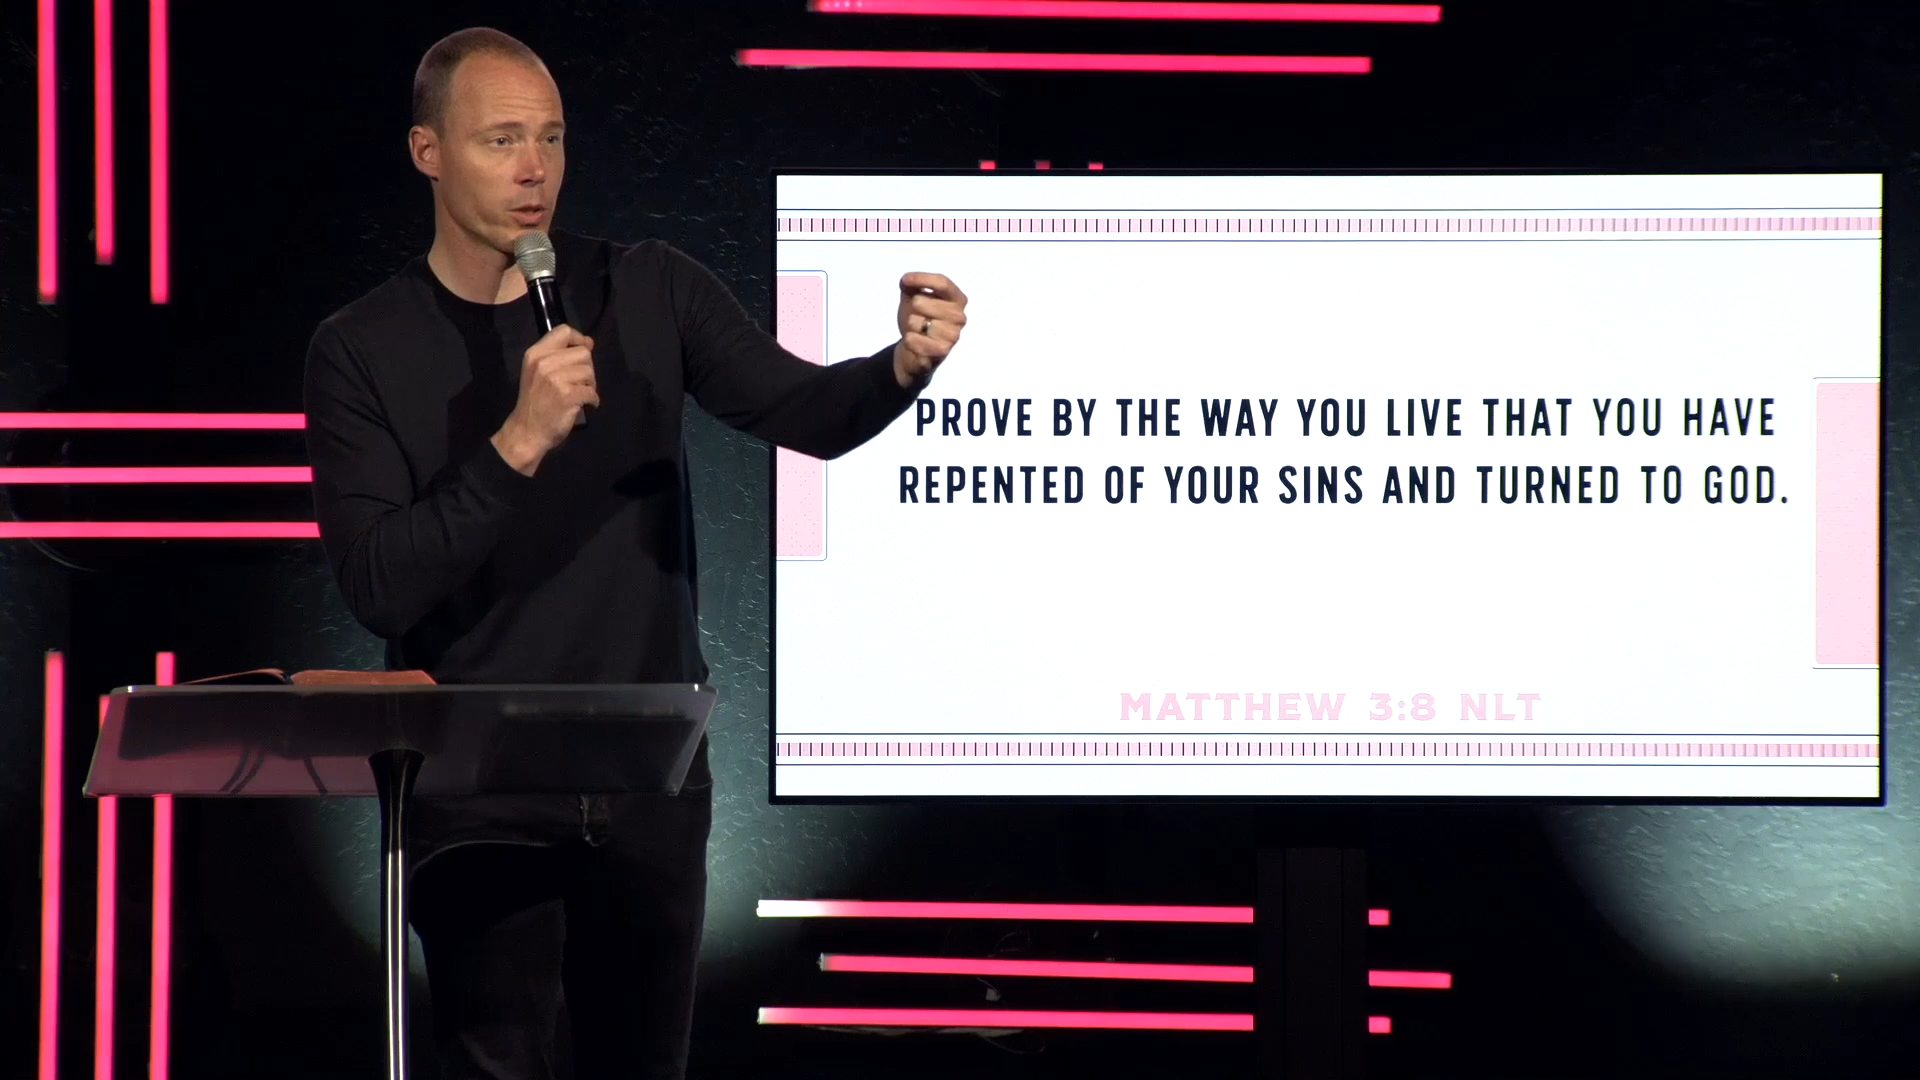 PROVE BY THE WAY YOU LIVE THAT YOU HAVE
REPENTED OF YOUR SINS AND TURNED TO GOD.
MATTHEW 3:8 NLT